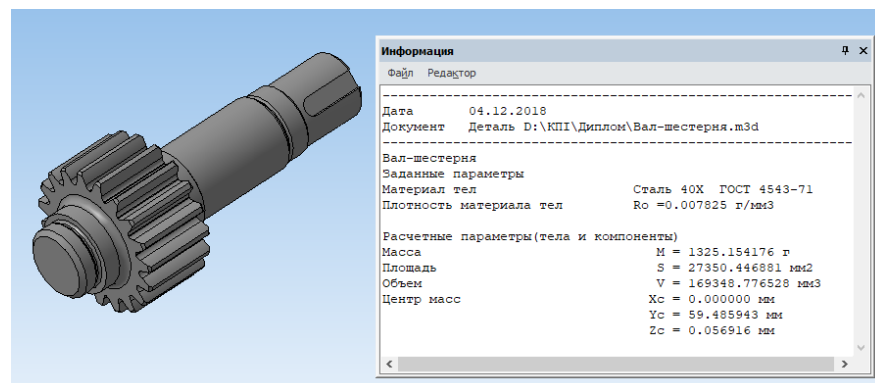 Информация
Файл Редактор
Дата 04.12.2018
Документ Деталь D:\КПІ\Диплом\Вал-шестерня.m3d
Вал-шестерня
Заданные параметры
Материал тел Сталь 40Х ГОСТ 4543-71
Плотность материала тел Ro =0.007825 г/мм3
Расчетные параметры(тела и компоненты)
Масса M = 1325.154176 г
Площадь S = 27350.446881 мм2
Объем V = 169348.776528 мм3
Центр масс Xc = 0.000000 мм
Yc = 59.485943 мм
Zc = 0.056916 мм